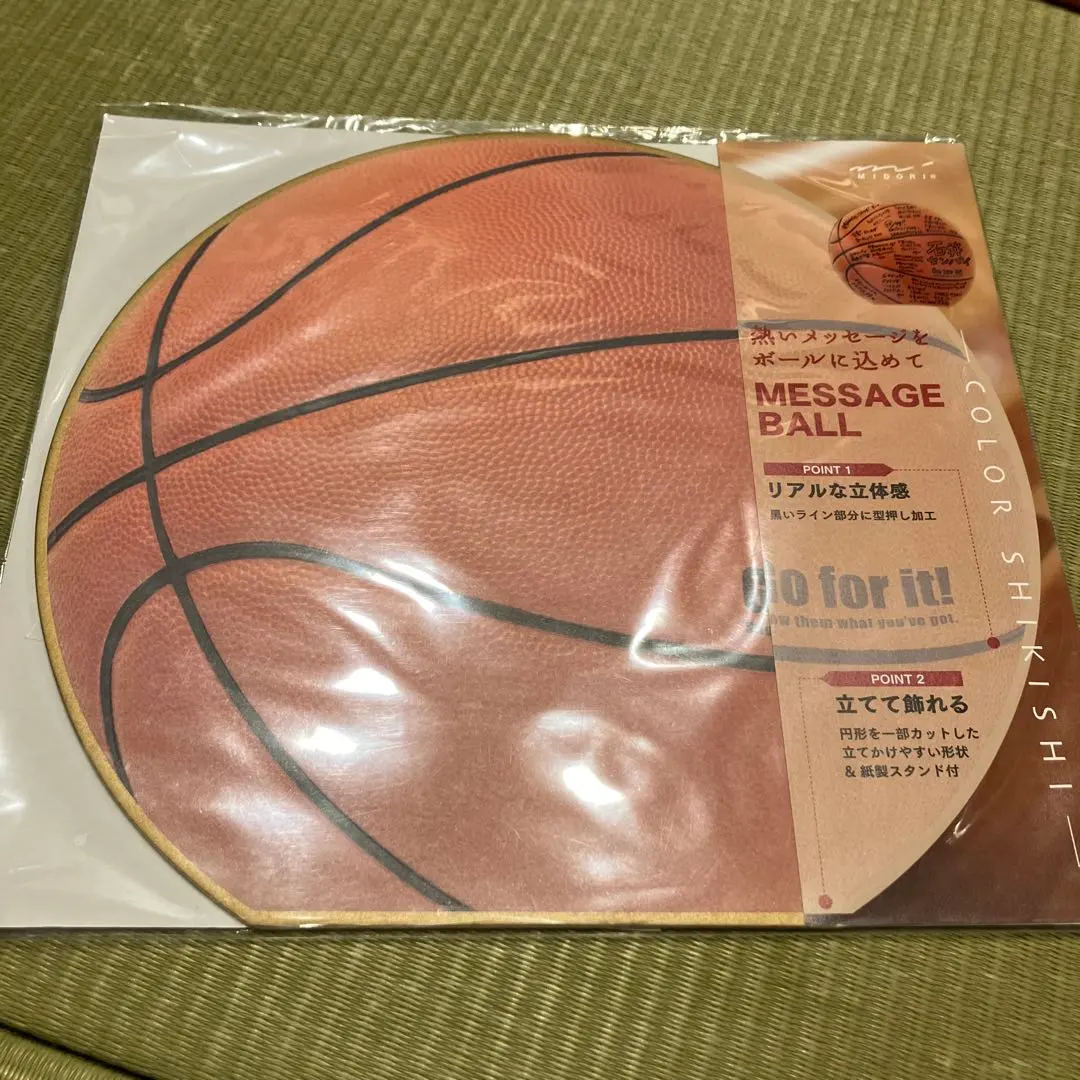 MIDORI
熱いメッセージを
ボールに込めて
MESSAGE
BALL
POINT 1
リアルな立体感
黒いライン部分に型押し加工
GO for it!
them what you've got.
POINT 2
立てて飾れる
円形を一部カットした
立てかけやすい形状
&紙製スタンド付
COLOR SHIKISHI